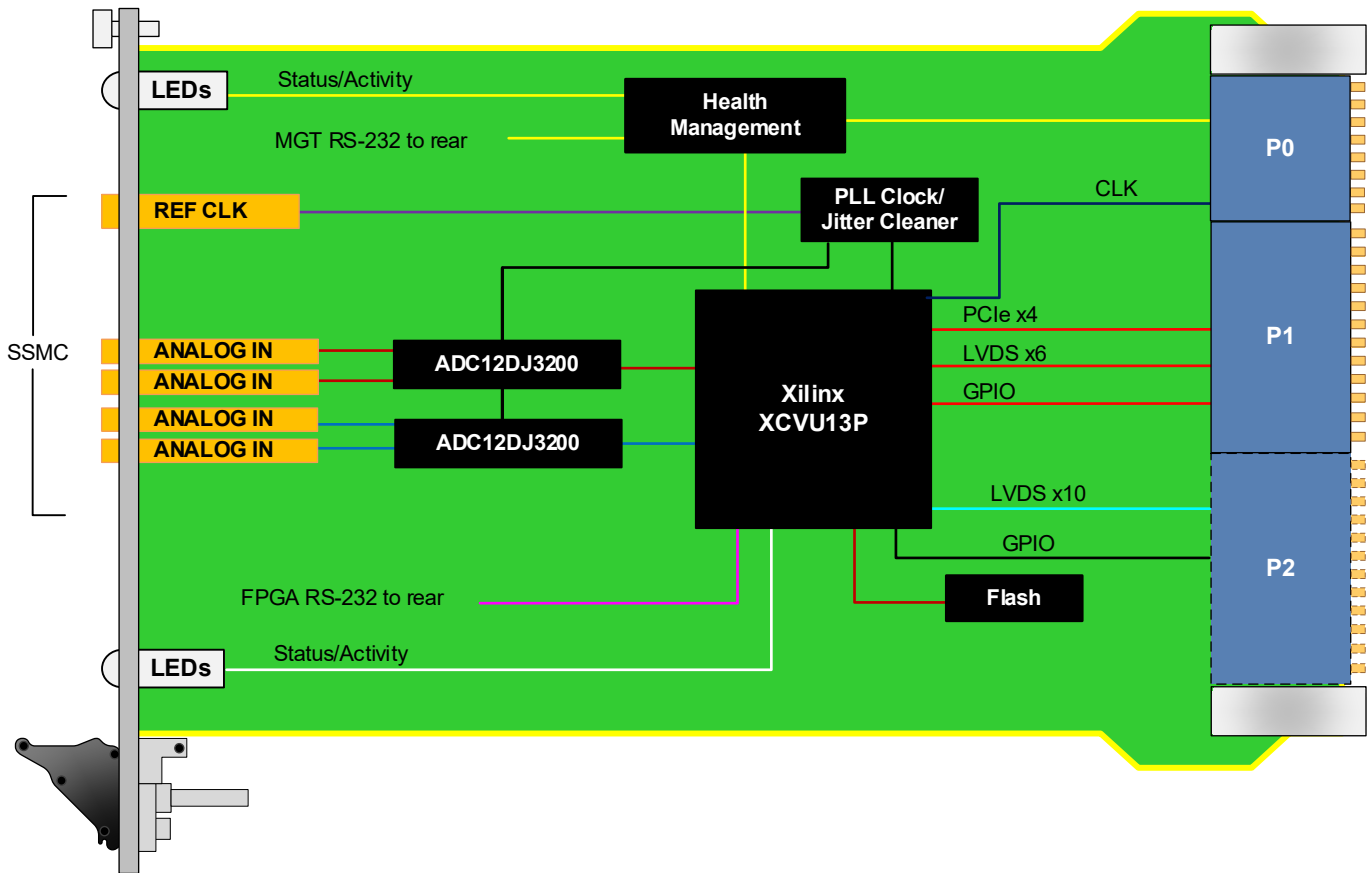 LEDs
Status/Activity
Health
Management
MGT RS-232 to rear
P0
REF CLK
PLL Clock/
Jitter Cleaner
CLK
SSMC
ANALOG IN
ANALOG IN
ANALOG IN
ANALOG IN
ADC12DJ3200
ADC12DJ3200
Xilinx
XCVU13P
PCIe x4
LVDS x6
GPIO
P1
LVDS x10
GPIO
P2
Flash
FPGA RS-232 to rear
LEDs
Status/Activity